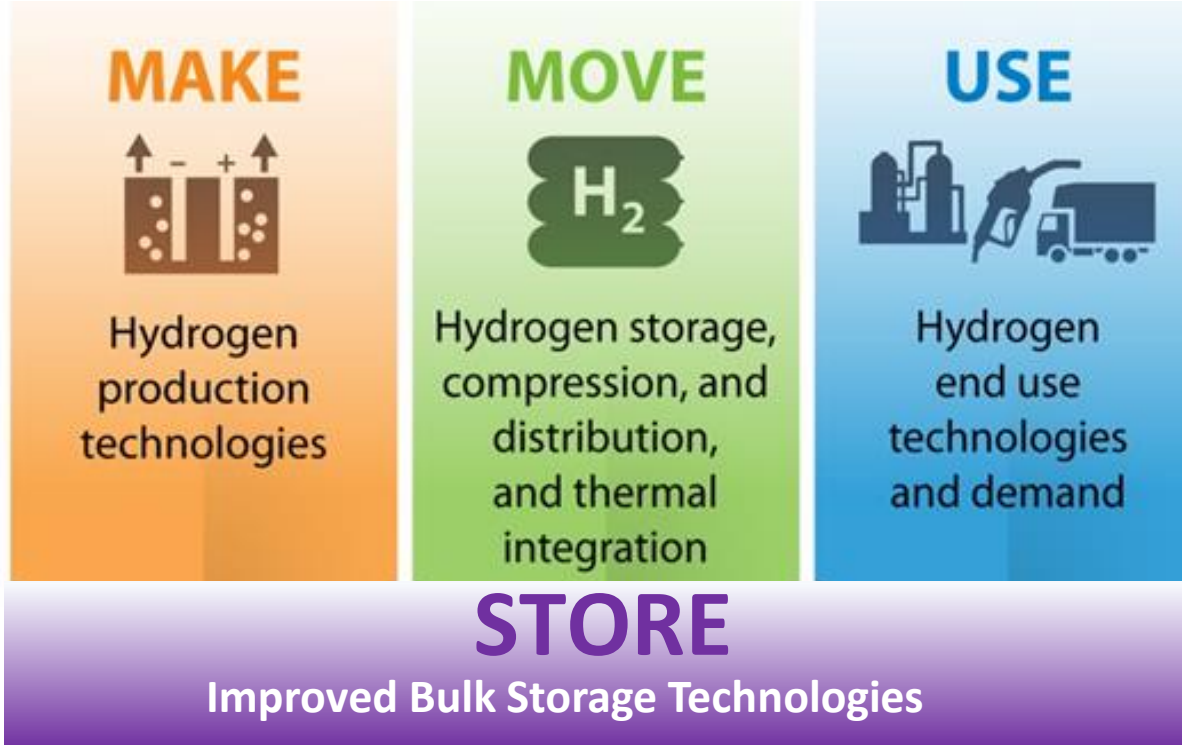 MAKE
- +
Hydrogen
production
technologies
MOVE
H2
Hydrogen storage,
compression, and
distribution,
and thermal
integration
USE
Hydrogen
end use
technologies
and demand
STORE
Improved Bulk Storage Technologies